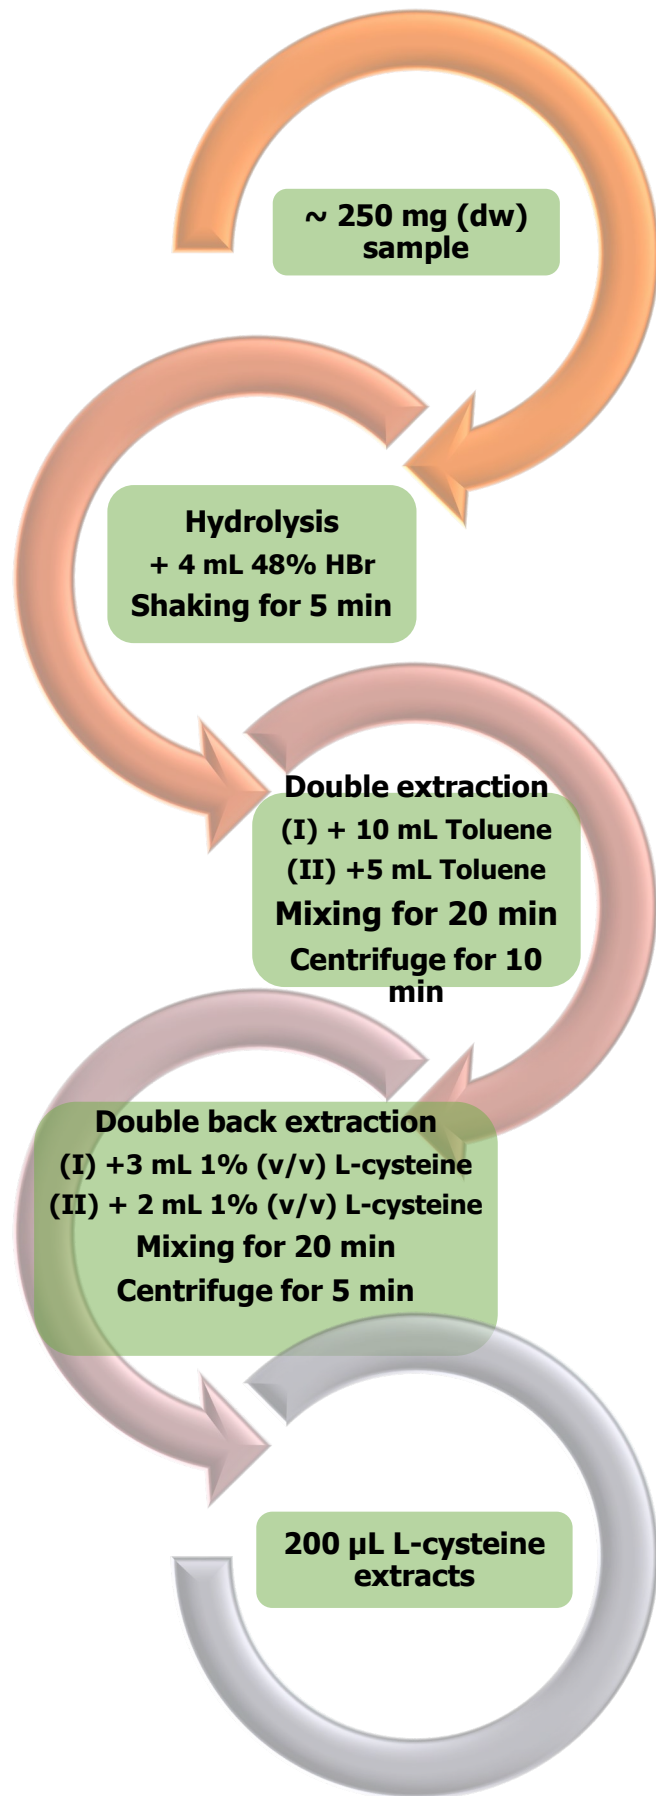 ~ 250 mg (dw)
sample
Hydrolysis
+ 4 mL 48% HBr
Shaking for 5 min
Double extraction
(I) + 10 mL Toluene
(II) +5 mL Toluene
Mixing for 20 min
Centrifuge for 10
min
Double back extraction
(I) +3 mL 1% (v/v) L-cysteine
(II) + 2 mL 1% (v/v) L-cysteine
Mixing for 20 min
Centrifuge for 5 min
200 µL L-cysteine
extracts